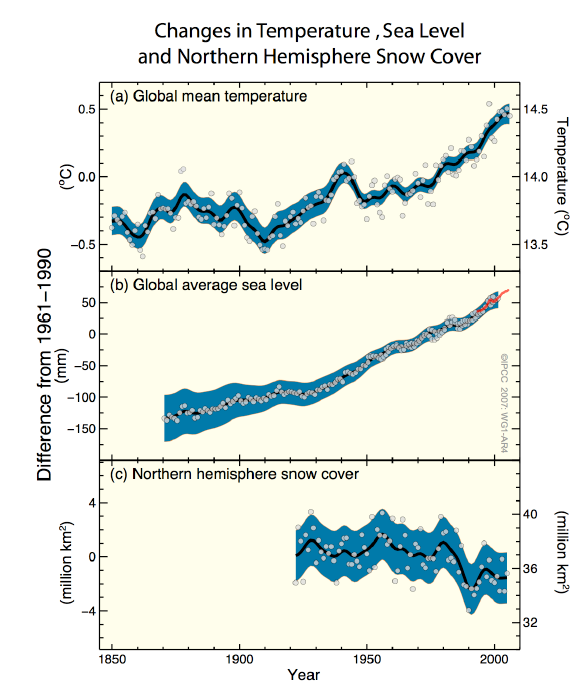 Changes in Temperature , Sea Level
and Northern Hemisphere Snow Cover
(a) Global mean temperature
0.5
0.0
−0.5
(°C)
14.5
14.0
13.5
Temperature (°C)
Difference from 1961−1990
(b) Global average sea level
50
0
−50
−100
−150
(mm)
©IPCC 2007: WG1-AR4
(c) Northern hemisphere snow cover
4
0
−4
(million km²)
40
36
32
(million km²)
1850
1900
1950
2000
Year